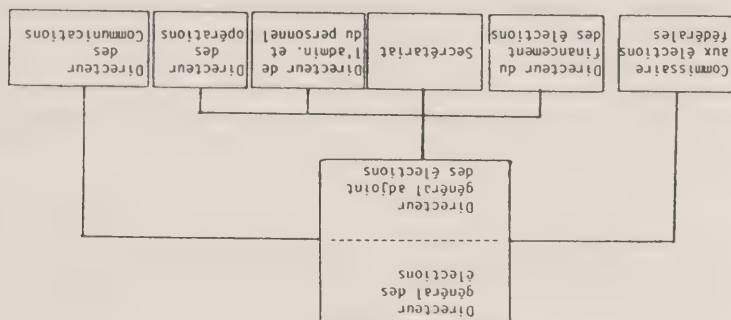 Directeur
général des
élections
Directeur
général adjoint
des élections
Commissaire
aux élections
fédérales
Directeur du
financement
des élections
Secrétariat
Directeur de
l'admin. et
du personnel
Directeur
des
opérations
Directeur
des
Communications